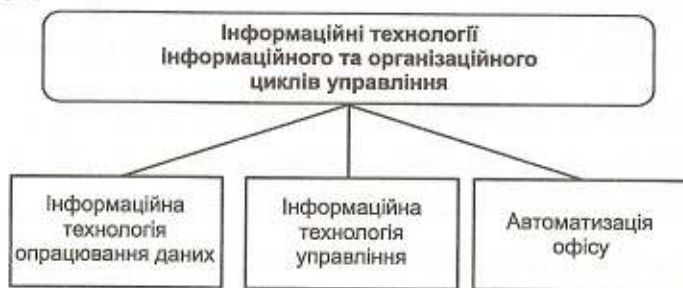 Інформаційні технології
інформаційного та організаційного
циклів управління
Інформаційна
технологія
опрацювання даних
Інформаційна
технологія
управління
Автоматизація
офісу